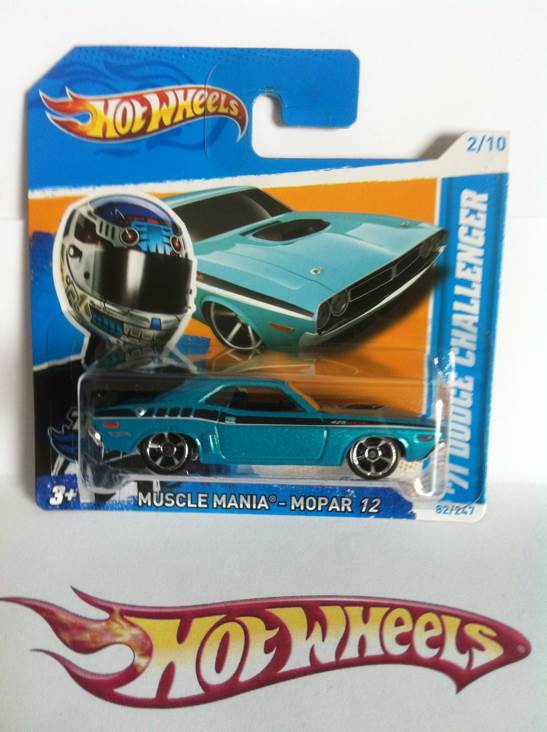 HOT WHEELS
2/10
'71 DODGE CHALLENGER
3+
MUSCLE MANIA® - MOPAR 12
82/247
HOT WHEELS